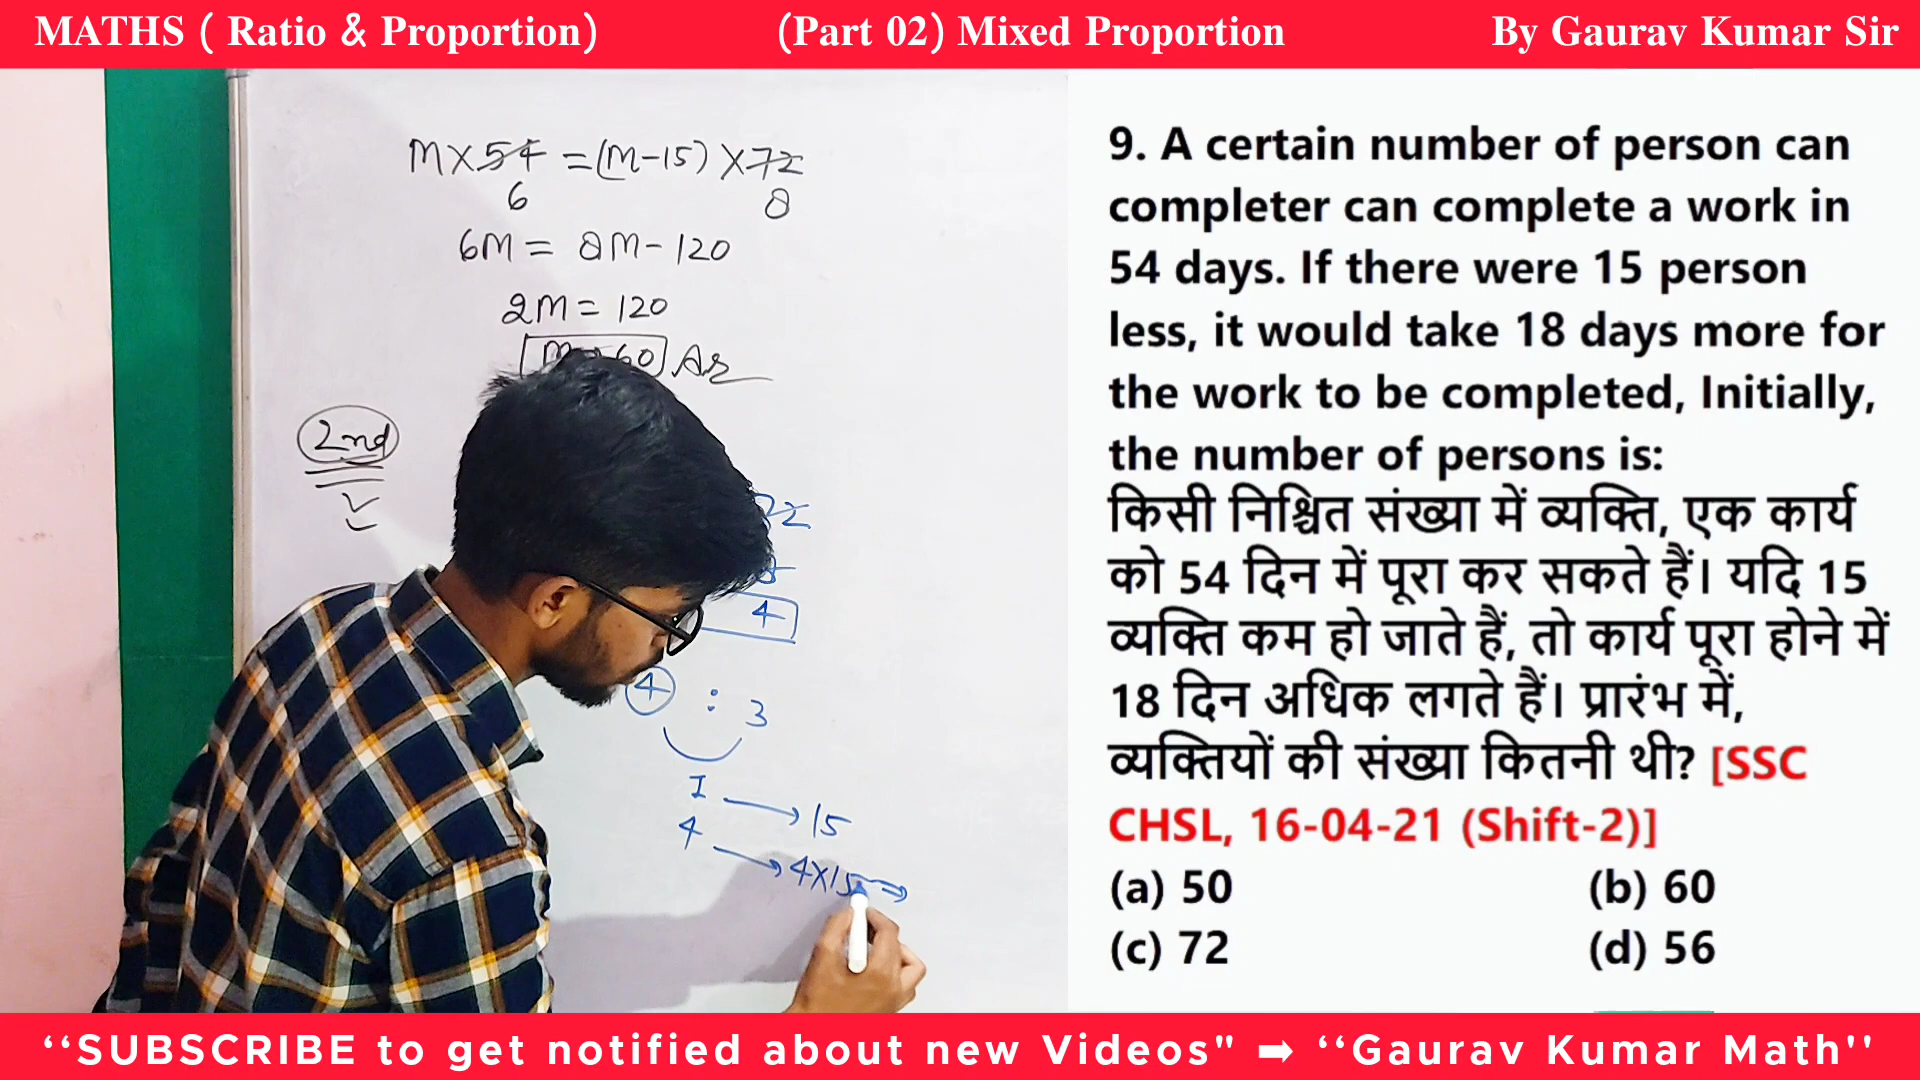 MATHS ( Ratio & Proportion) (Part 02) Mixed Proportion By Gaurav Kumar Sir
M×54 =(M-15) ×72
6 8
6M = 8M-120
2M = 120
60 As
2nd
72
4
4 : 3
1 → 15
4 → 4×15 ⇒
9. A certain number of person can
completer can complete a work in
54 days. If there were 15 person
less, it would take 18 days more for
the work to be completed, Initially,
the number of persons is:
किसी निश्चित संख्या में व्यक्ति, एक कार्य
को 54 दिन में पूरा कर सकते हैं। यदि 15
व्यक्ति कम हो जाते हैं, तो कार्य पूरा होने में
18 दिन अधिक लगते हैं। प्रारंभ में,
व्यक्तियों की संख्या कितनी थी? [SSC
CHSL, 16-04-21 (Shift-2)]
(a) 50 (b) 60
(c) 72 (d) 56
‘‘SUBSCRIBE to get notified about new Videos" ➡ ‘‘Gaurav Kumar Math''